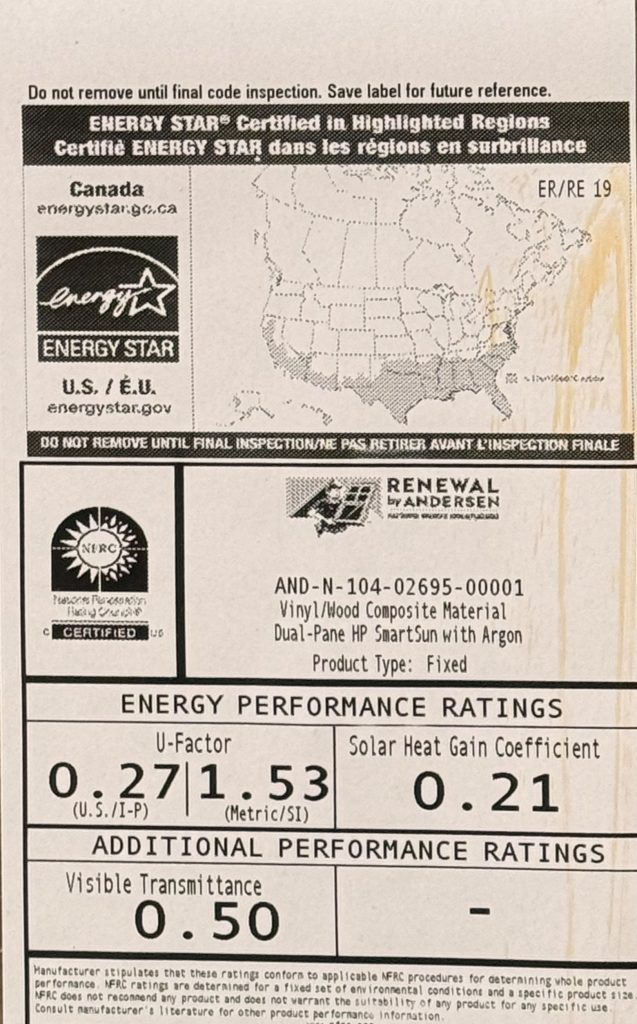 Do not remove until final code inspection. Save label for future reference.
ENERGY STAR® Certified in Highlighted Regions
Certifié ENERGY STAR dans les régions en surbrillance
Canada
energystar.gc.ca
ER/RE 19
energy
ENERGY STAR
U.S. / É.U.
energystar.gov
DO NOT REMOVE UNTIL FINAL INSPECTION/NE PAS RETIRER AVANT L'INSPECTION FINALE
NFRC
National Fenestration
Rating Council®
C CERTIFIED US
RENEWAL
by ANDERSEN
AND-N-104-02695-00001
Vinyl/Wood Composite Material
Dual-Pane HP SmartSun with Argon
Product Type: Fixed
ENERGY PERFORMANCE RATINGS
U-Factor
0.27 | 1.53
(U.S./I-P) (Metric/SI)
Solar Heat Gain Coefficient
0.21
ADDITIONAL PERFORMANCE RATINGS
Visible Transmittance
0.50
-
Manufacturer stipulates that these ratings conform to applicable NFRC procedures for determining whole product
performance. NFRC ratings are determined for a fixed set of environmental conditions and a specific product size.
NFRC does not recommend any product and does not warrant the suitability of any product for any specific use.
Consult manufacturer's literature for other product performance information.